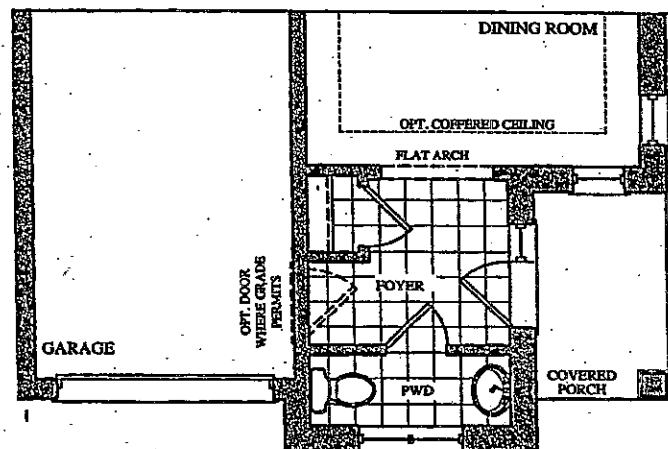 DINING ROOM
OPT. COFFERED CEILING
FLAT ARCH
OPT. DOOR
WHERE GRADE
PERMITS
FOYER
GARAGE
PWD
COVERED
PORCH